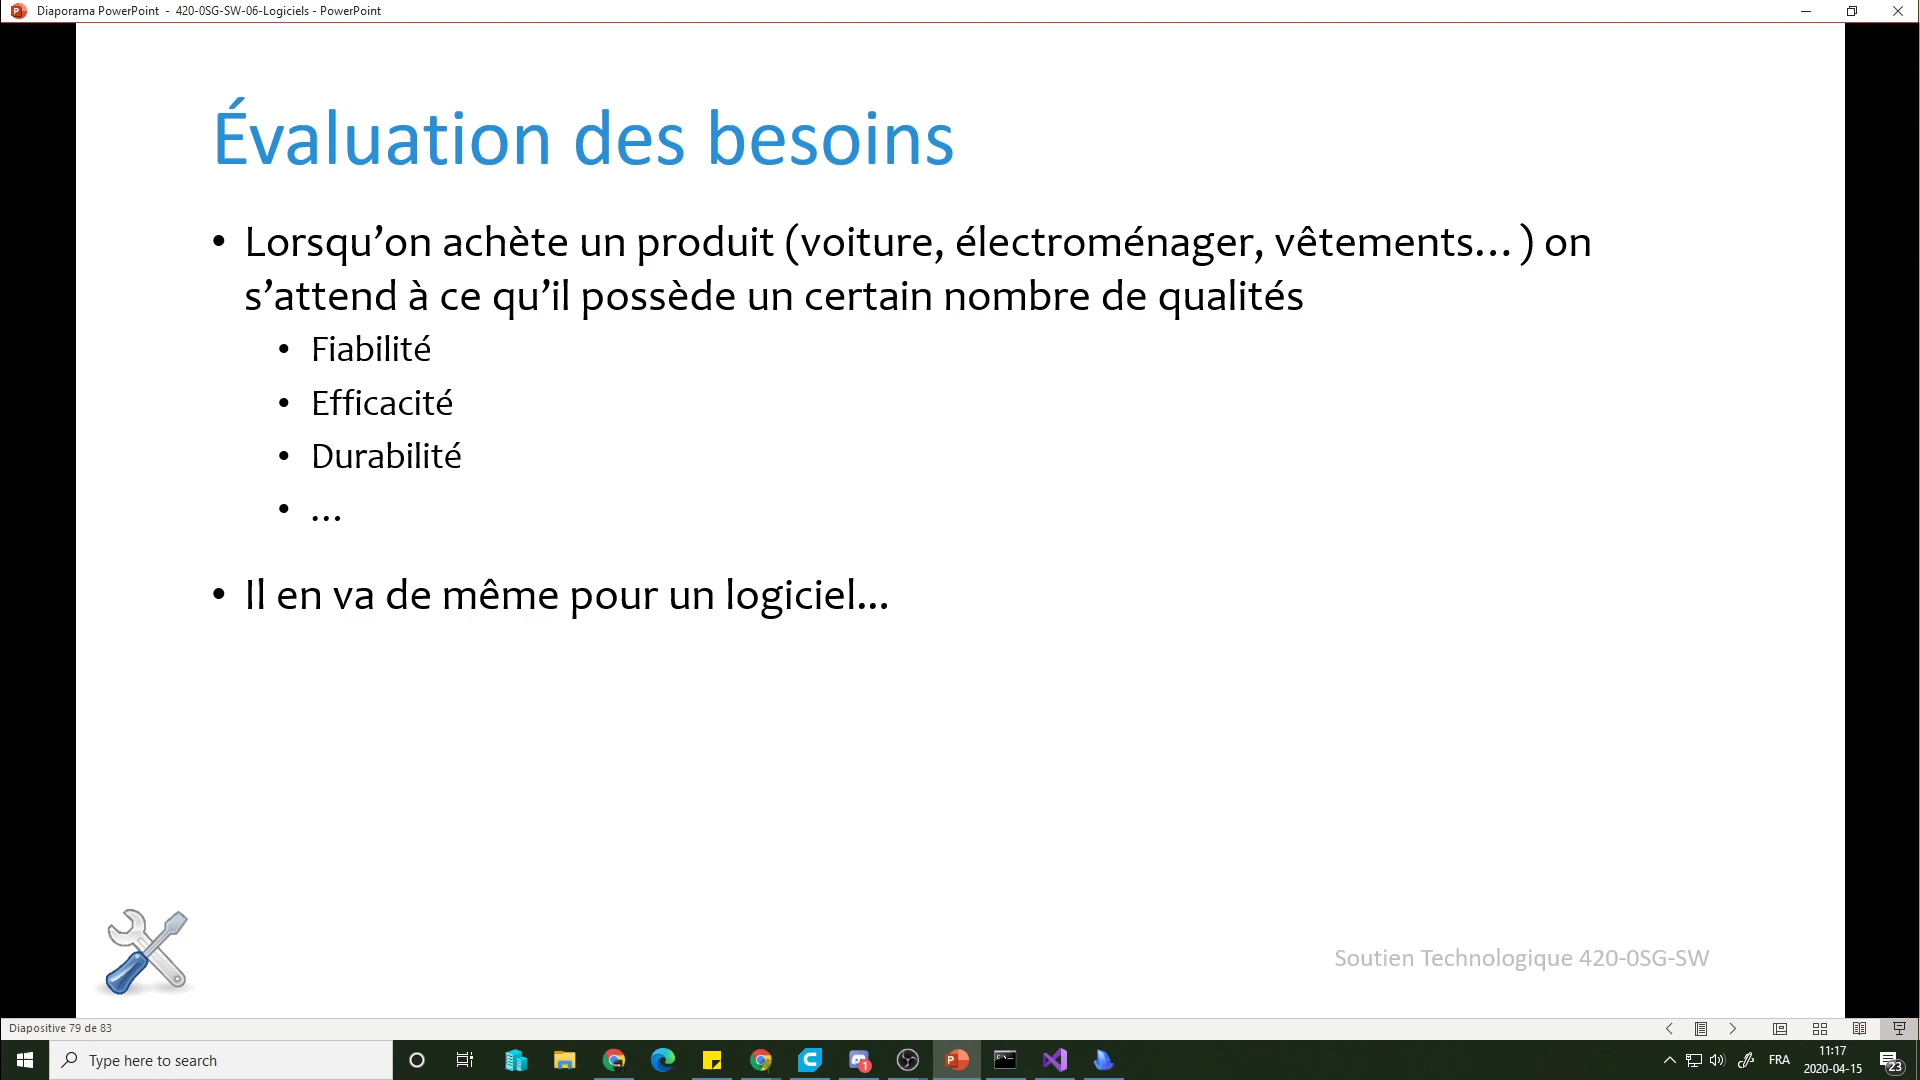 Diaporama PowerPoint - 420-0SG-SW-06-Logiciels - PowerPoint
Évaluation des besoins
• Lorsqu’on achète un produit (voiture, électroménager, vêtements… ) on
s’attend à ce qu’il possède un certain nombre de qualités
• Fiabilité
• Efficacité
• Durabilité
• …
• Il en va de même pour un logiciel...
Soutien Technologique 420-0SG-SW
Diapositive 79 de 83
Type here to search
1
FRA
11:17
2020-04-15
23